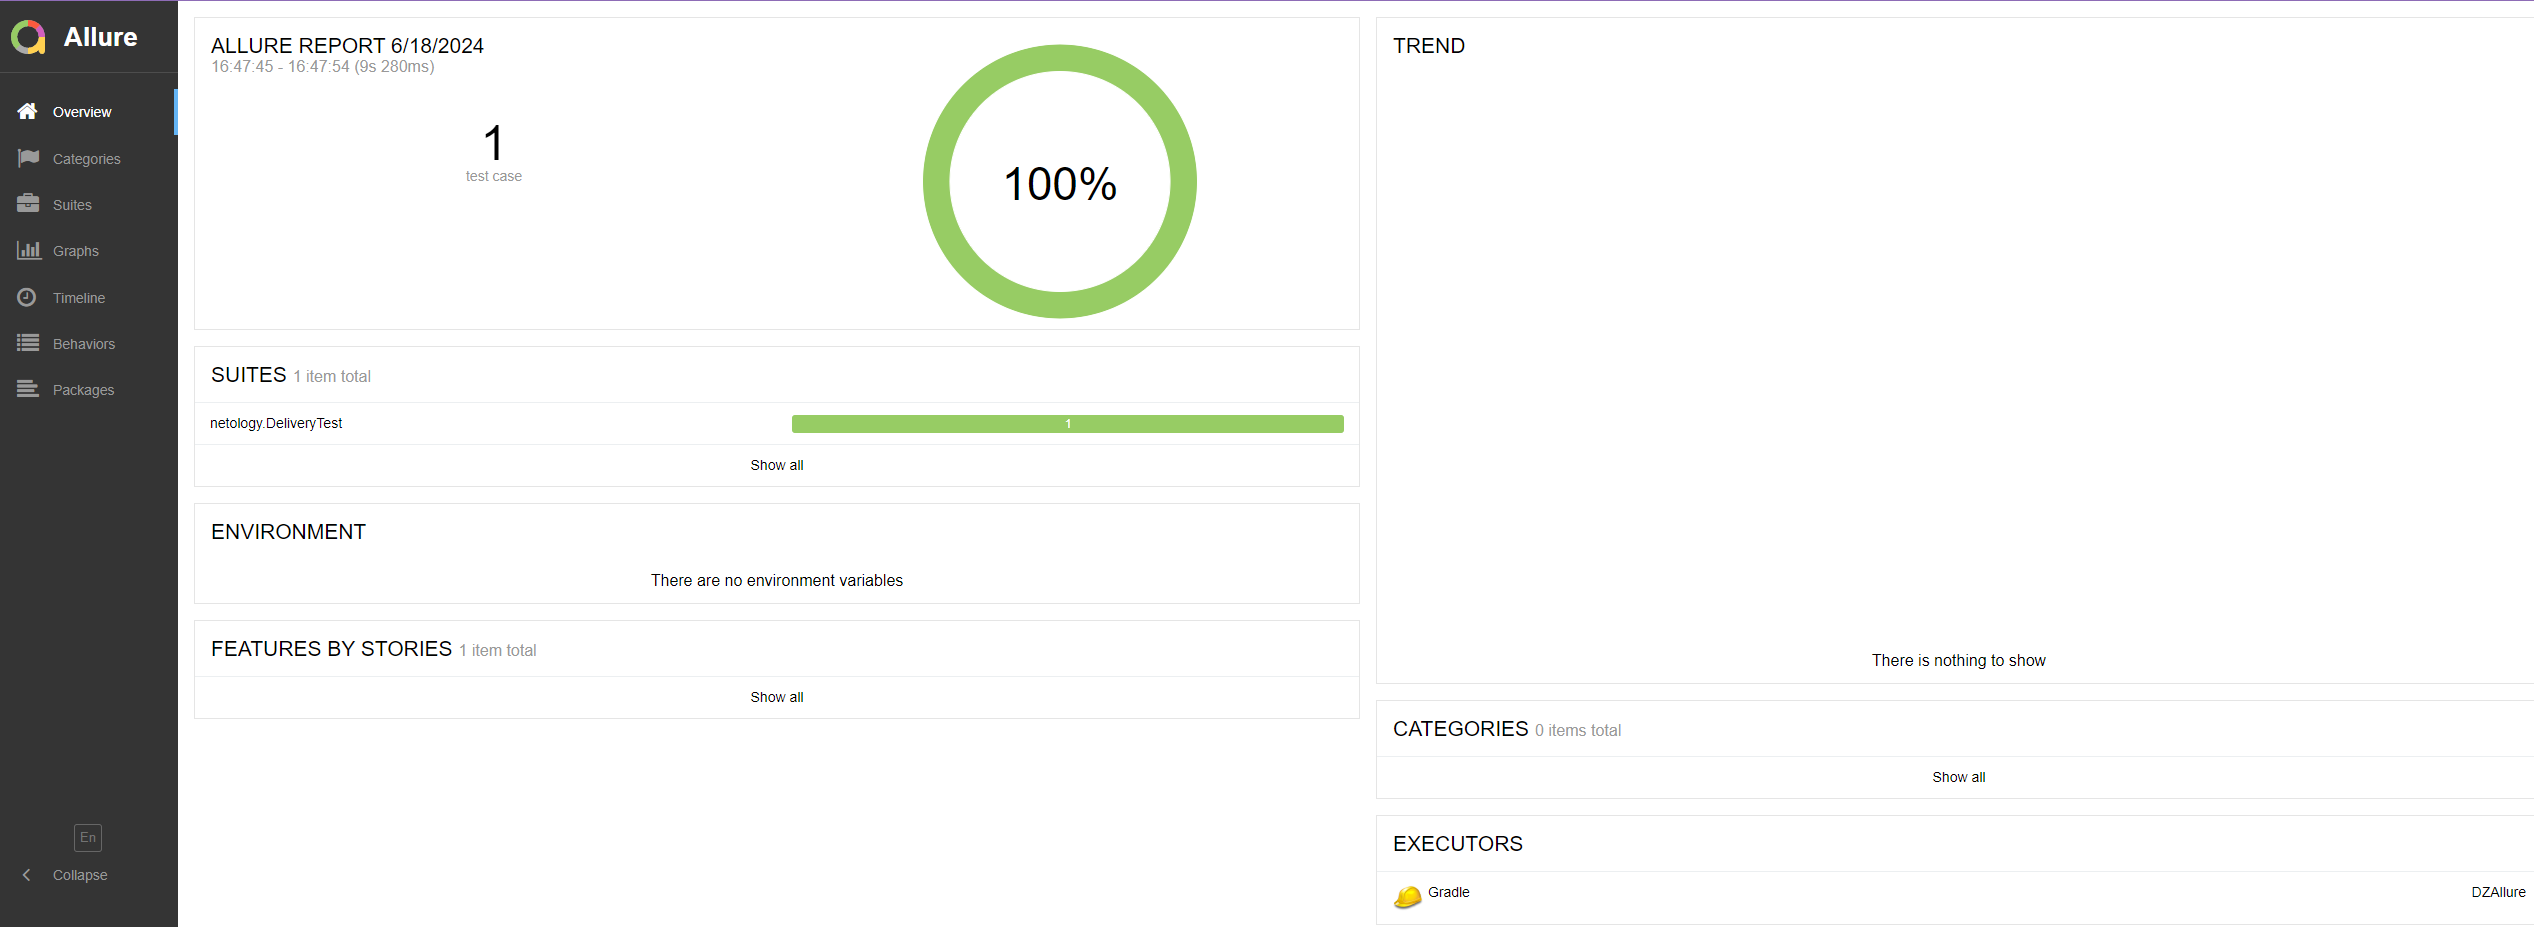 Allure
Overview
Categories
Suites
Graphs
Timeline
Behaviors
Packages
En
Collapse
ALLURE REPORT 6/18/2024
16:47:45 - 16:47:54 (9s 280ms)
1
test case
100%
SUITES 1 item total
netology.DeliveryTest 1
Show all
ENVIRONMENT
There are no environment variables
FEATURES BY STORIES 1 item total
Show all
TREND
There is nothing to show
CATEGORIES 0 items total
Show all
EXECUTORS
Gradle DZAllure